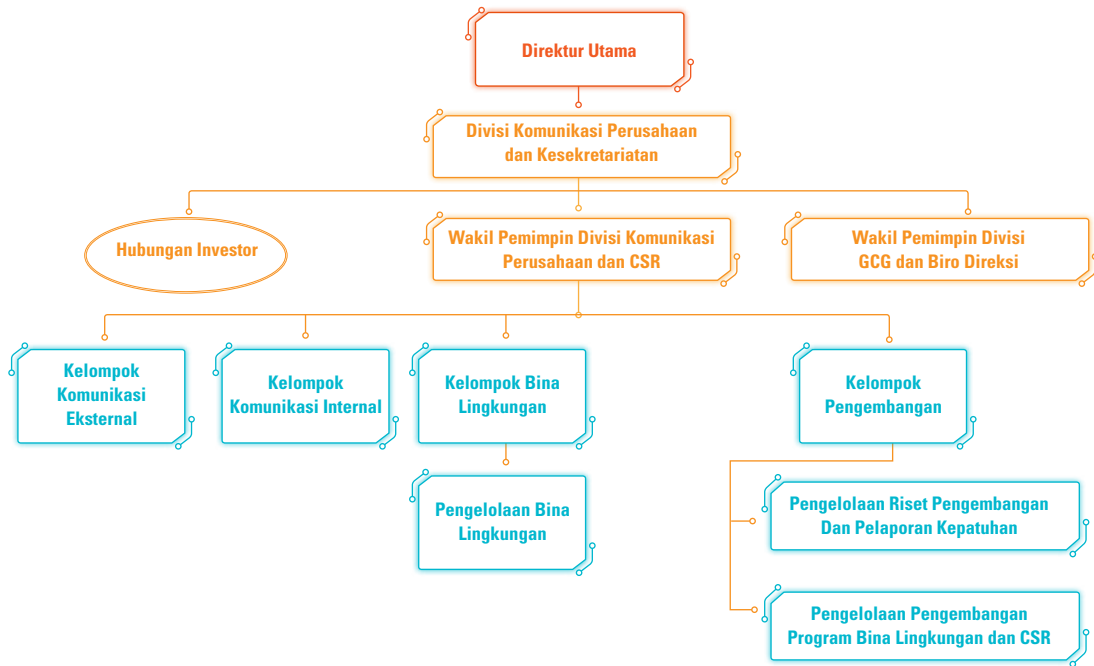 Direktur Utama
Divisi Komunikasi Perusahaan
dan Kesekretariatan
Hubungan Investor
Wakil Pemimpin Divisi Komunikasi
Perusahaan dan CSR
Wakil Pemimpin Divisi
GCG dan Biro Direksi
Kelompok
Komunikasi
Eksternal
Kelompok
Komunikasi Internal
Kelompok Bina
Lingkungan
Kelompok
Pengembangan
Pengelolaan Bina
Lingkungan
Pengelolaan Riset Pengembangan
Dan Pelaporan Kepatuhan
Pengelolaan Pengembangan
Program Bina Lingkungan dan CSR